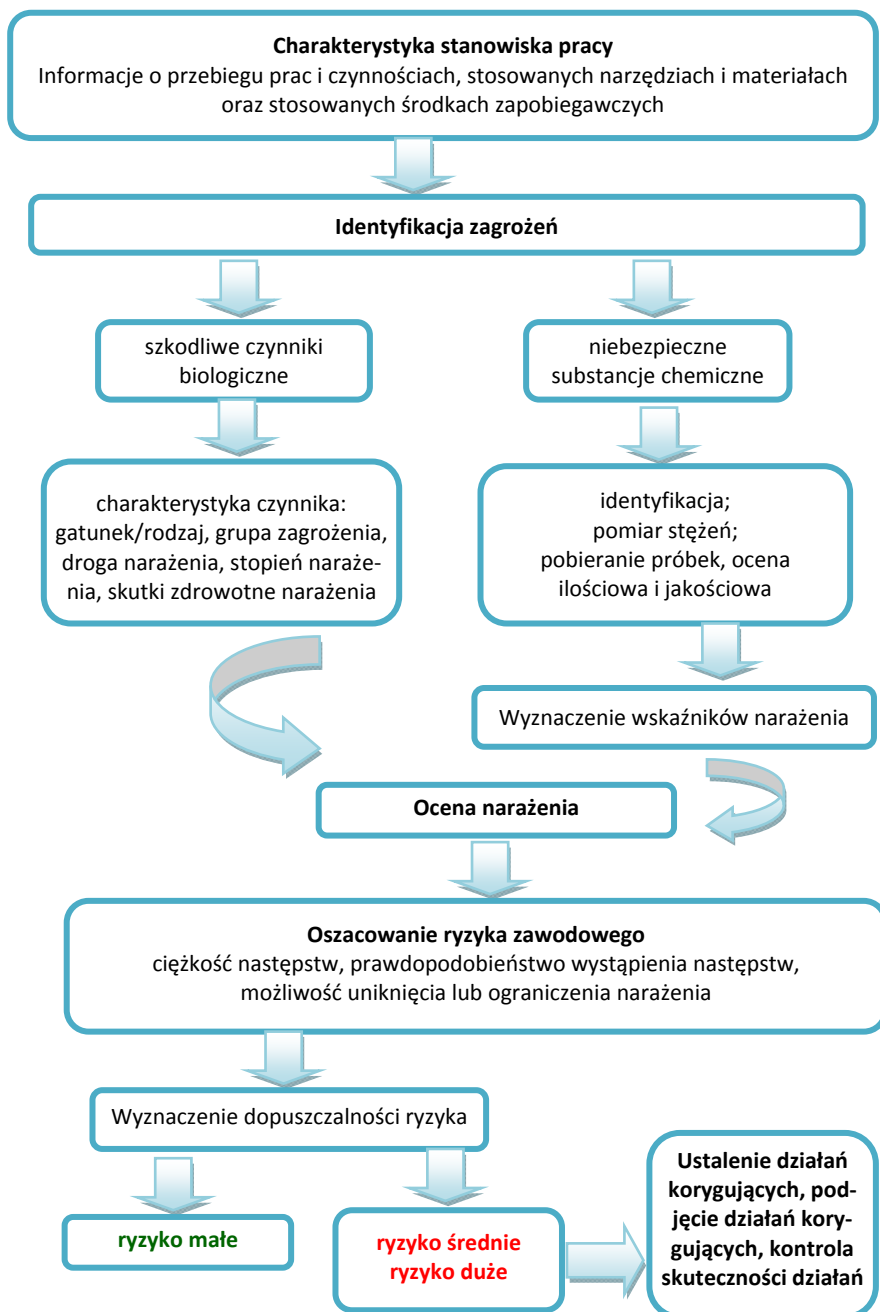 Charakterystyka stanowiska pracy
Informacje o przebiegu prac i czynnościach, stosowanych narzędziach i materiałach
oraz stosowanych środkach zapobiegawczych
Identyfikacja zagrożeń
szkodliwe czynniki
biologiczne
niebezpieczne
substancje chemiczne
charakterystyka czynnika:
gatunek/rodzaj, grupa zagrożenia,
droga narażenia, stopień naraże-
nia, skutki zdrowotne narażenia
identyfikacja;
pomiar stężeń;
pobieranie próbek, ocena
ilościowa i jakościowa
Wyznaczenie wskaźników narażenia
Ocena narażenia
Oszacowanie ryzyka zawodowego
ciężkość następstw, prawdopodobieństwo wystąpienia następstw,
możliwość uniknięcia lub ograniczenia narażenia
Wyznaczenie dopuszczalności ryzyka
ryzyko małe
ryzyko średnie
ryzyko duże
Ustalenie działań
korygujących, pod-
jęcie działań kory-
gujących, kontrola
skuteczności działań